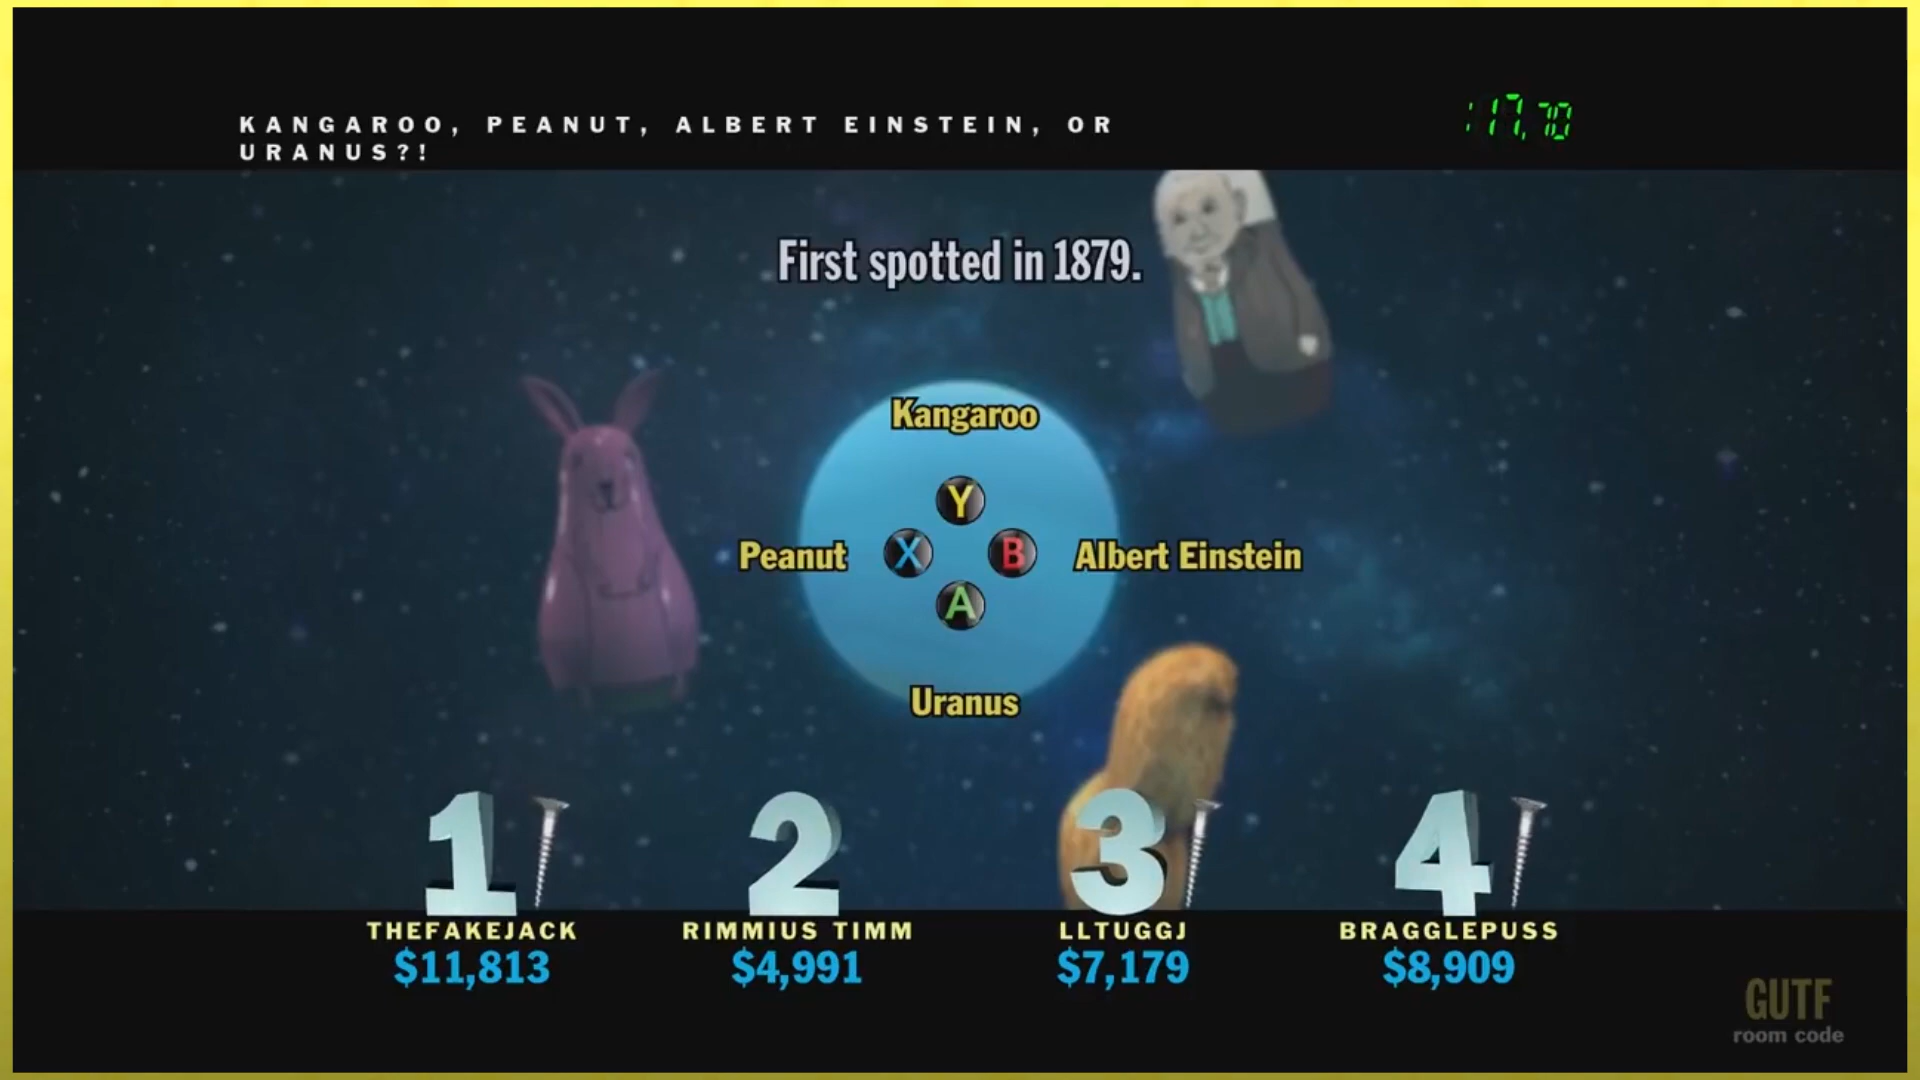 KANGAROO, PEANUT, ALBERT EINSTEIN, OR
URANUS?!
:17.70
First spotted in 1879.
Kangaroo
Y
Peanut X B Albert Einstein
A
Uranus
1 2 3 4
THEFAKEJACK RIMMIUS TIMM LLTUGGJ BRAGGLEPUSS
$11,813 $4,991 $7,179 $8,909
GUTF
room code